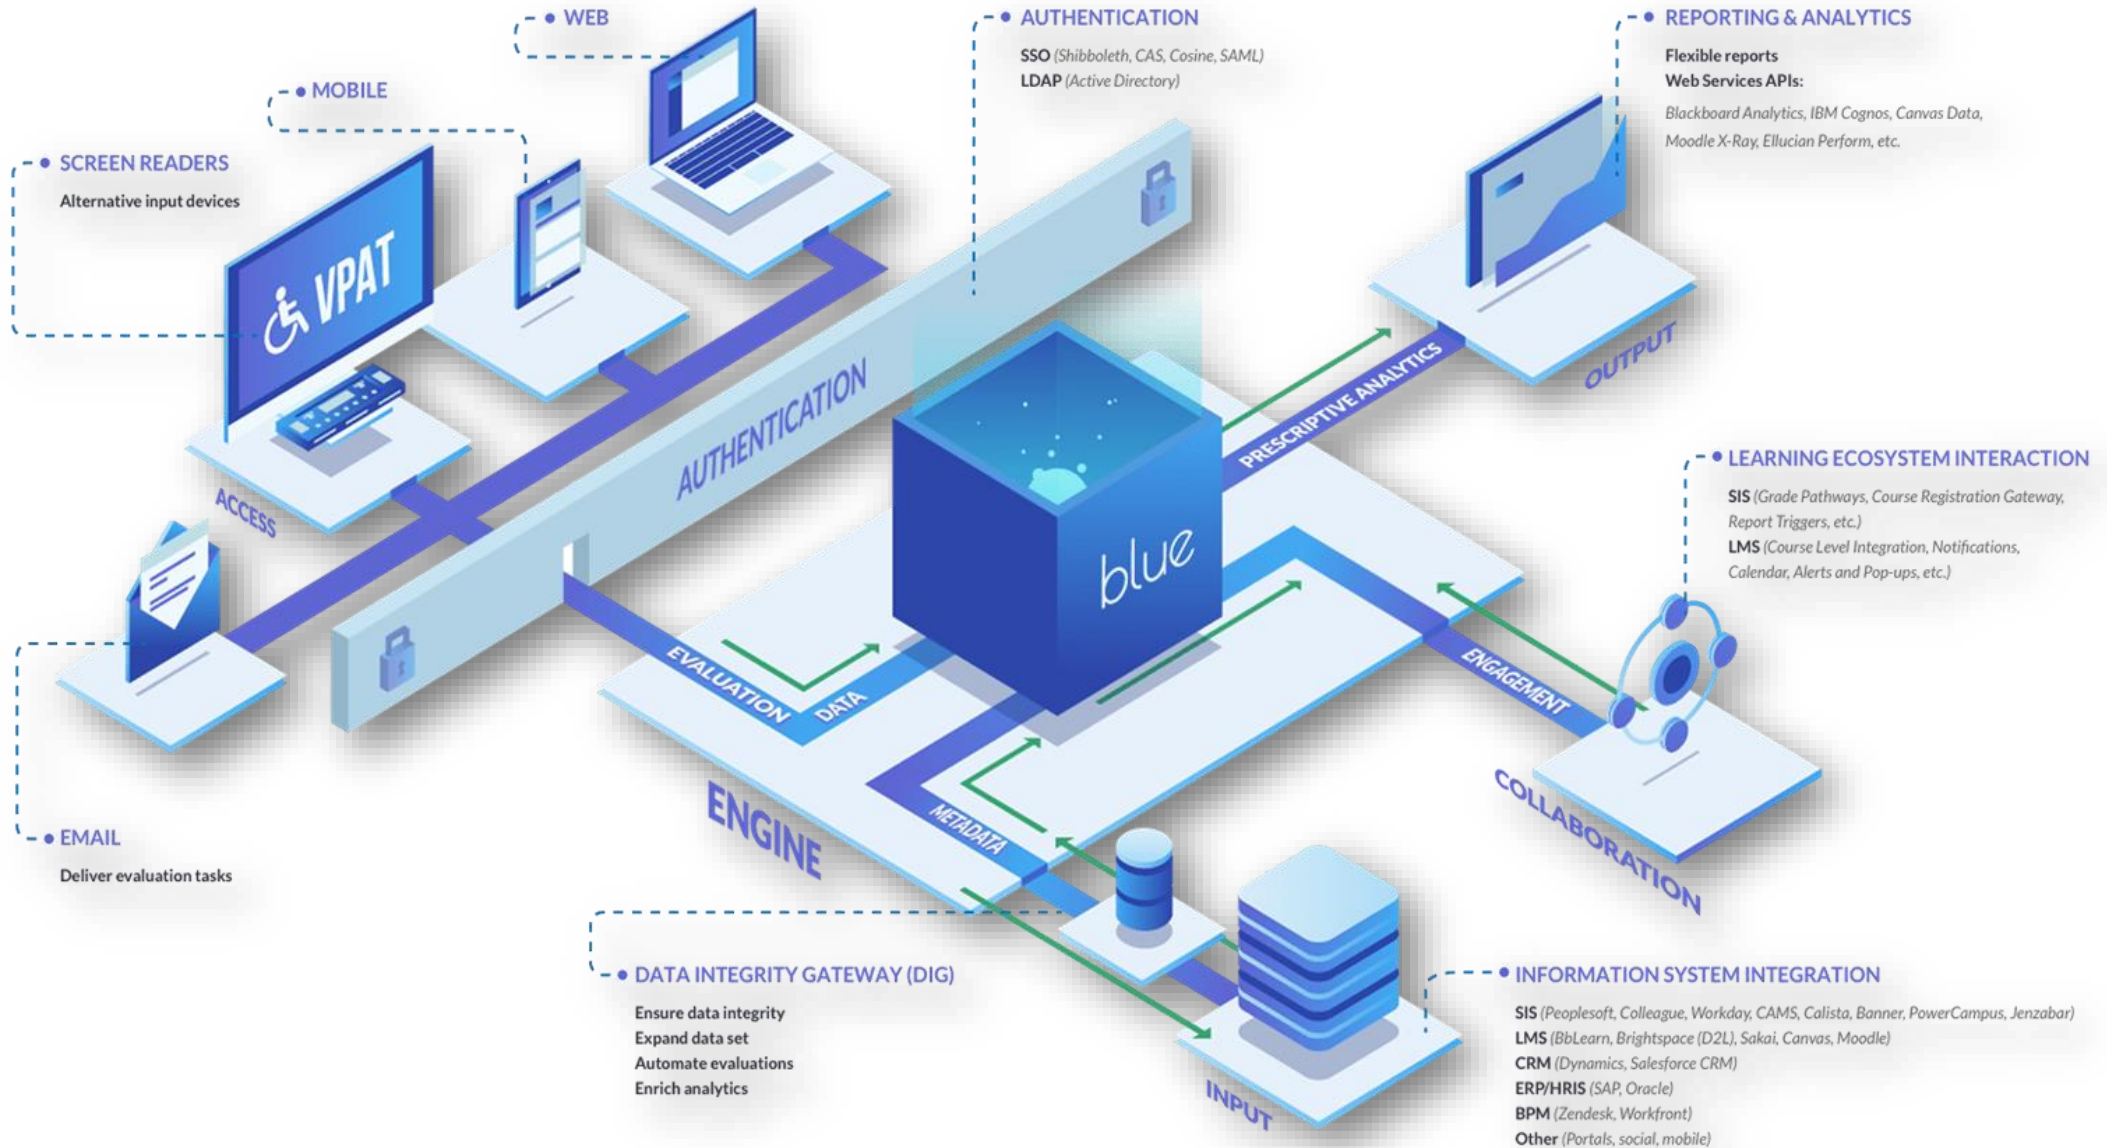 WEB
MOBILE
SCREEN READERS
Alternative input devices
VPAT
ACCESS
EMAIL
Deliver evaluation tasks
AUTHENTICATION
SSO (Shibboleth, CAS, Cosine, SAML)
LDAP (Active Directory)
AUTHENTICATION
REPORTING & ANALYTICS
Flexible reports
Web Services APIs:
Blackboard Analytics, IBM Cognos, Canvas Data,
Moodle X-Ray, Ellucian Perform, etc.
OUTPUT
PRESCRIPTIVE ANALYTICS
blue
EVALUATION
DATA
METADATA
ENGINE
ENGAGEMENT
LEARNING ECOSYSTEM INTERACTION
SIS (Grade Pathways, Course Registration Gateway,
Report Triggers, etc.)
LMS (Course Level Integration, Notifications,
Calendar, Alerts and Pop-ups, etc.)
COLLABORATION
DATA INTEGRITY GATEWAY (DIG)
Ensure data integrity
Expand data set
Automate evaluations
Enrich analytics
INPUT
INFORMATION SYSTEM INTEGRATION
SIS (Peoplesoft, Colleague, Workday, CAMS, Calista, Banner, PowerCampus, Jenzabar)
LMS (BbLearn, Brightspace (D2L), Sakai, Canvas, Moodle)
CRM (Dynamics, Salesforce CRM)
ERP/HRIS (SAP, Oracle)
BPM (Zendesk, Workfront)
Other (Portals, social, mobile)